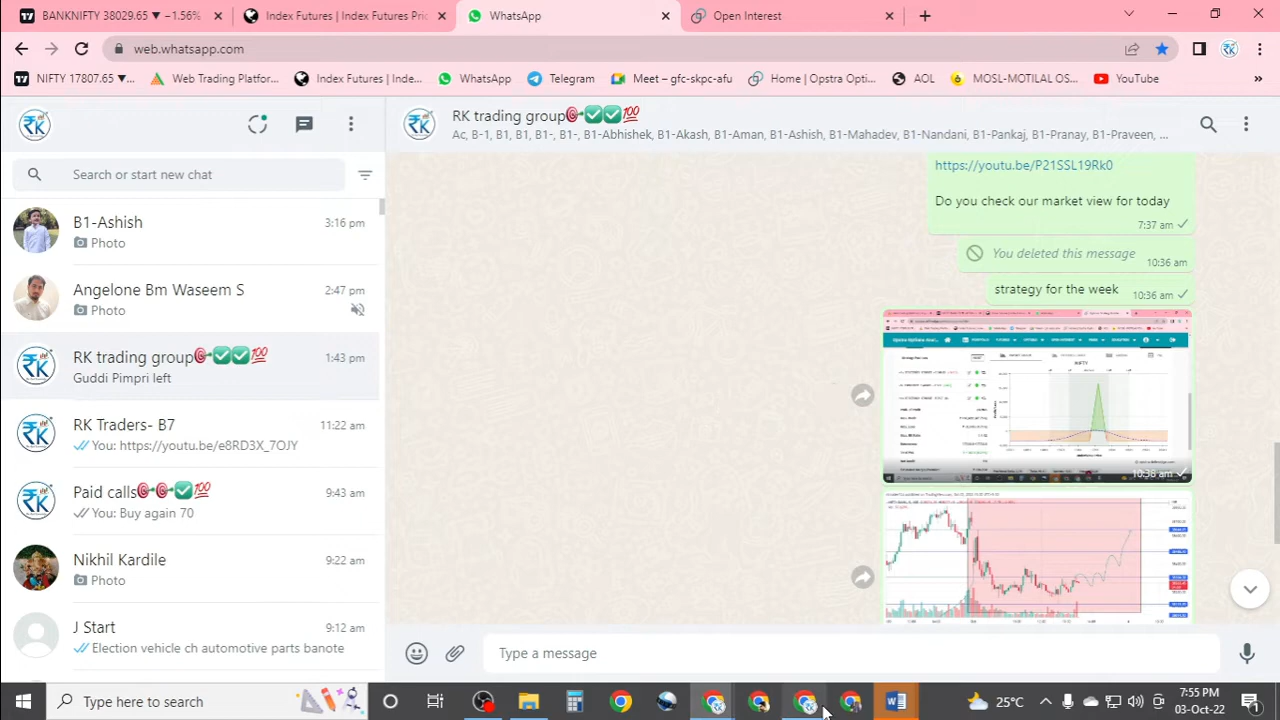 BANKNIFTY 38029.65 ▼ −1.56%
Index Futures | Index Futures Pric
WhatsApp
Open Interest
web.whatsapp.com
NIFTY 17807.65 ▼...
Web Trading Platfor...
Index Futures | Inde...
WhatsApp
Telegram
Meet – gfc-skpc-afu
Home | Opstra Opti...
AOL
MOSL-MOTILAL OS...
YouTube
»
RK trading group🎯✅✅💯
Ac, B-1, B1, B1, B1-, B1-, B1-Abhishek, B1-Akash, B1-Aman, B1-Ashish, B1-Mahadev, B1-Nandani, B1-Pankaj, B1-Pranay, B1-Praveen, ...
Search or start new chat
B1-Ashish
3:16 pm
Photo
Angelone Bm Waseem S
2:47 pm
Photo
RK trading group
1:43 pm
Guddi Pimpri left
RK Traders- B7
11:22 am
Paid calls
9:43 am
You: Buy again 70
Nikhil Kardile
9:22 am
Photo
J Start
Election vehicle ch automotive parts banote
https://youtu.be/P21SSL19Rk0
Do you check our market view for today
7:37 am
You deleted this message
10:36 am
strategy for the week
10:36 am
NIFTY
10:38 am
Type a message
Type here to search
25°C
7:55 PM
03-Oct-22
1